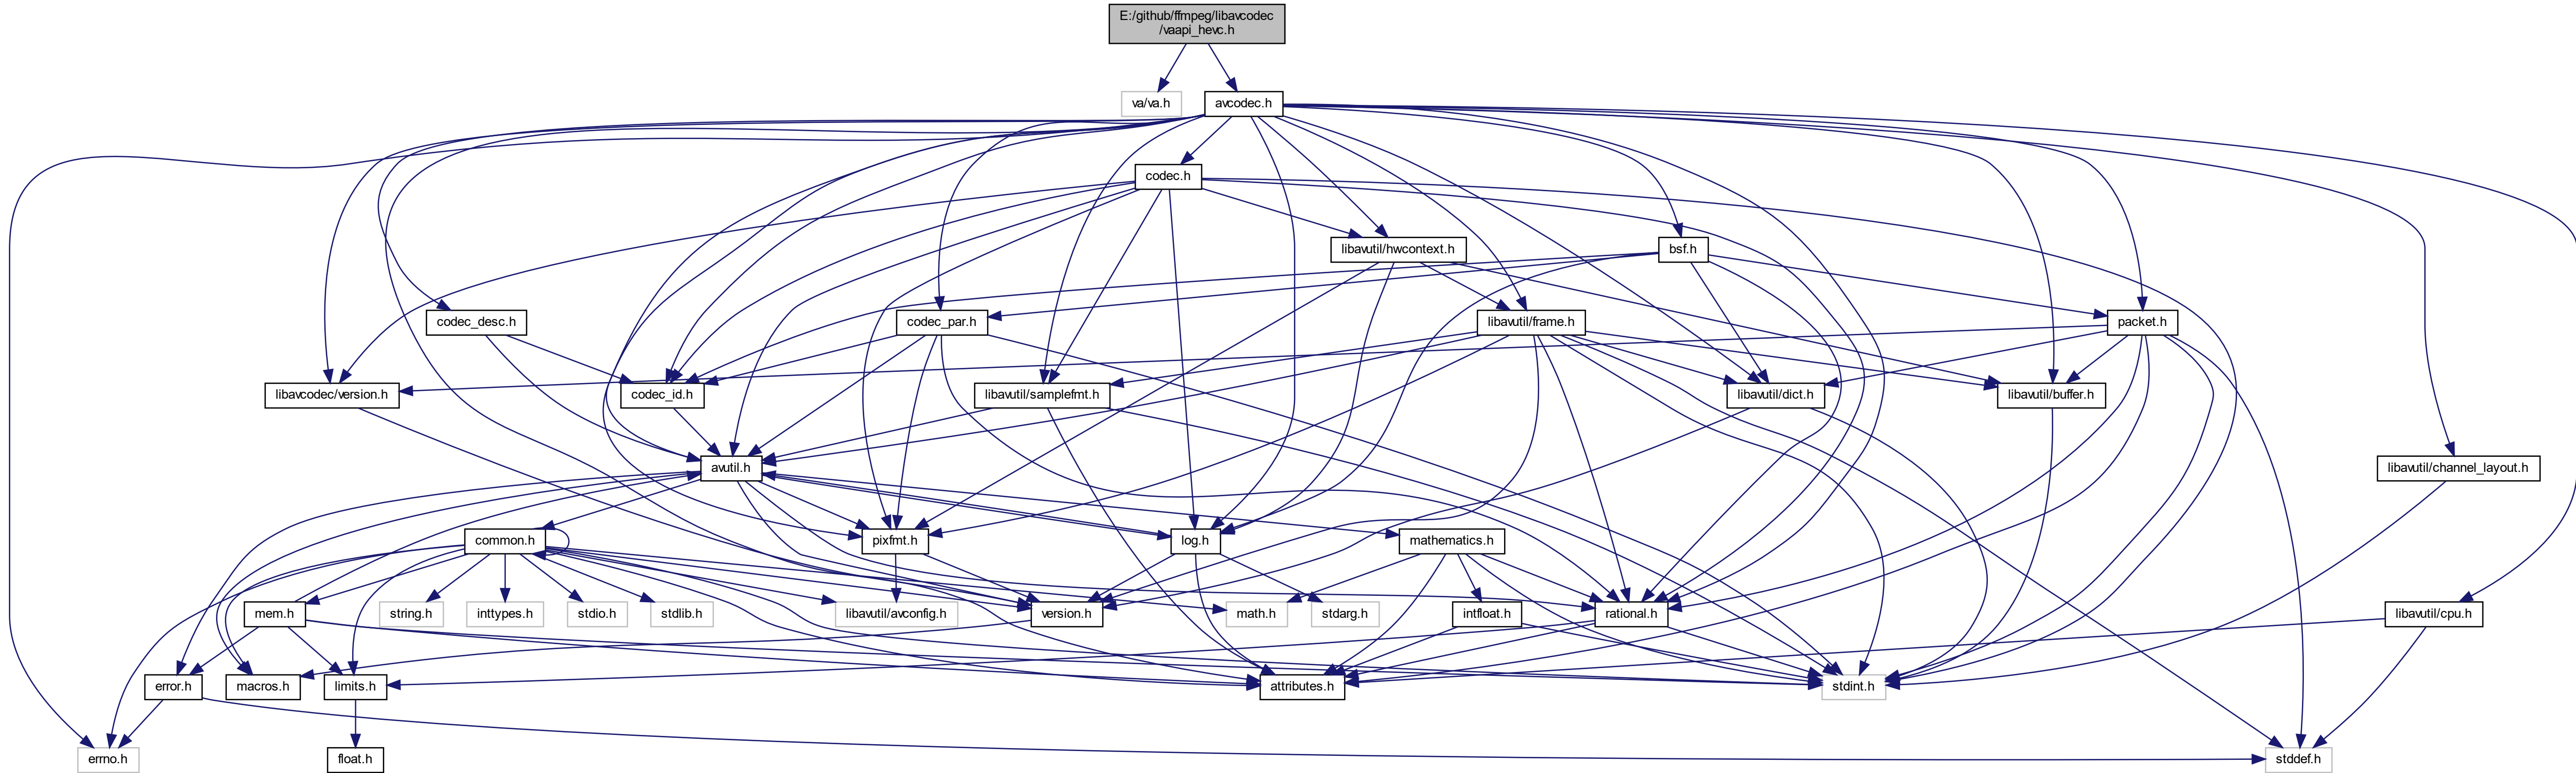 E:/github/ffmpeg/libavcodec
/vaapi_hevc.h
va/va.h
avcodec.h
codec.h
libavutil/hwcontext.h
bsf.h
codec_desc.h
codec_par.h
libavutil/frame.h
packet.h
libavcodec/version.h
codec_id.h
libavutil/samplefmt.h
libavutil/dict.h
libavutil/buffer.h
avutil.h
libavutil/channel_layout.h
common.h
pixfmt.h
log.h
mathematics.h
mem.h
string.h
inttypes.h
stdio.h
stdlib.h
libavutil/avconfig.h
version.h
math.h
stdarg.h
intfloat.h
rational.h
libavutil/cpu.h
error.h
macros.h
limits.h
attributes.h
stdint.h
errno.h
float.h
stddef.h